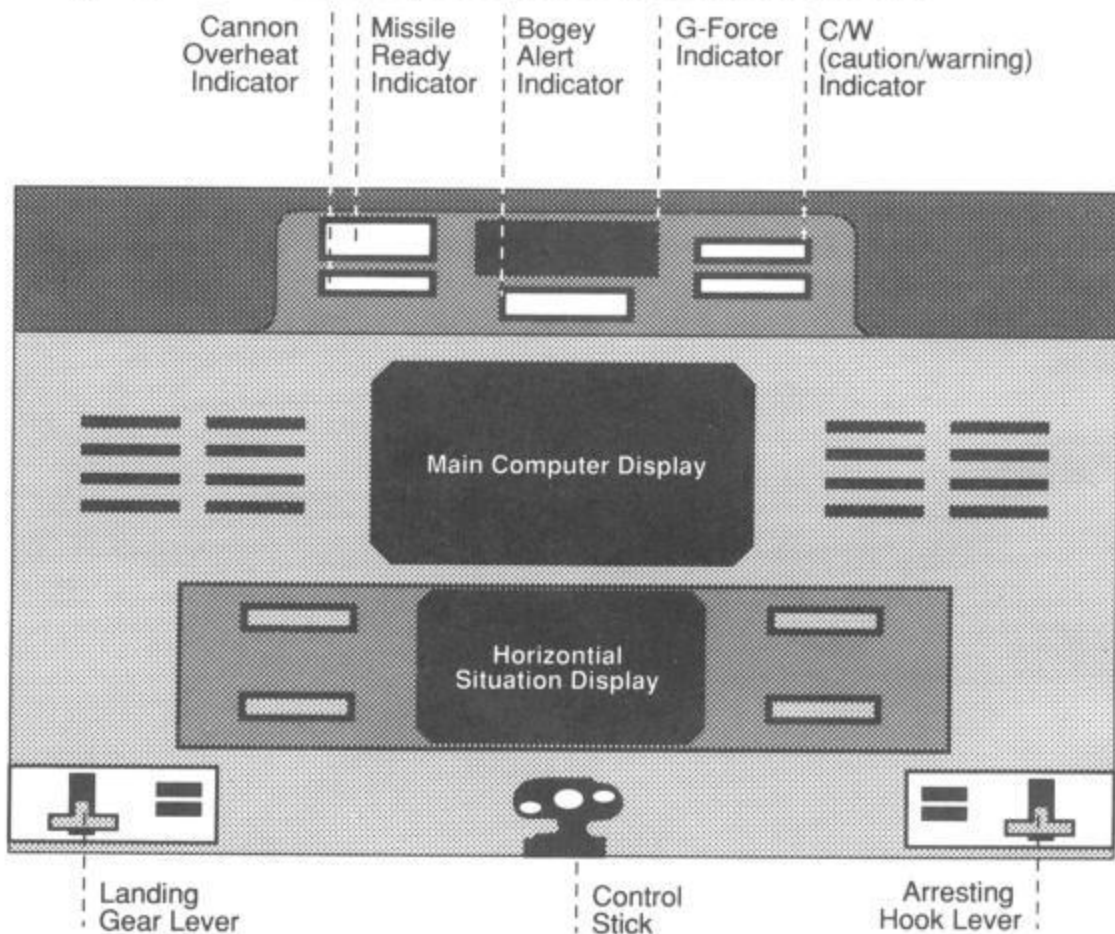 Cannon
Overheat
Indicator
Missile
Ready
Indicator
Bogey
Alert
Indicator
G-Force
Indicator
C/W
(caution/warning)
Indicator
Main Computer Display
Horizontial
Situation Display
Landing
Gear Lever
Control
Stick
Arresting
Hook Lever